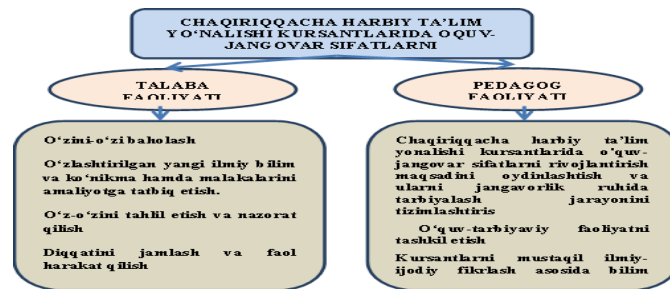 CHAQIRIQQACHA HARBIY TA’LIM
YO‘NALISHI KURSANTLARIDA OQUV-
JANGOVAR SIFATLARNI
TALABA
FAOLIYATI
PEDAGOG
FAOLIYATI
O‘zini-o‘zi baholash
O‘zlashtirilgan yangi ilmiy bilim
va ko‘nikma hamda malakalarini
amaliyotga tatbiq etish.
O‘z-o‘zini tahlil etish va nazorat
qilish
Diqqatini jamlash va faol
harakat qilish
Chaqiriqqacha harbiy ta’lim
yonalishi kursantlarida o‘quv-
jangovar sifatlarni rivojlantirish
maqsadini oydinlashtish va
ularni jangavorlik ruhida
tarbiyalash jarayonini
tizimlashtiris
O‘quv-tarbiyaviy faoliyatni
tashkil etish
Kursantlarni mustaqil ilmiy-
ijodiy fikrlash asosida bilim